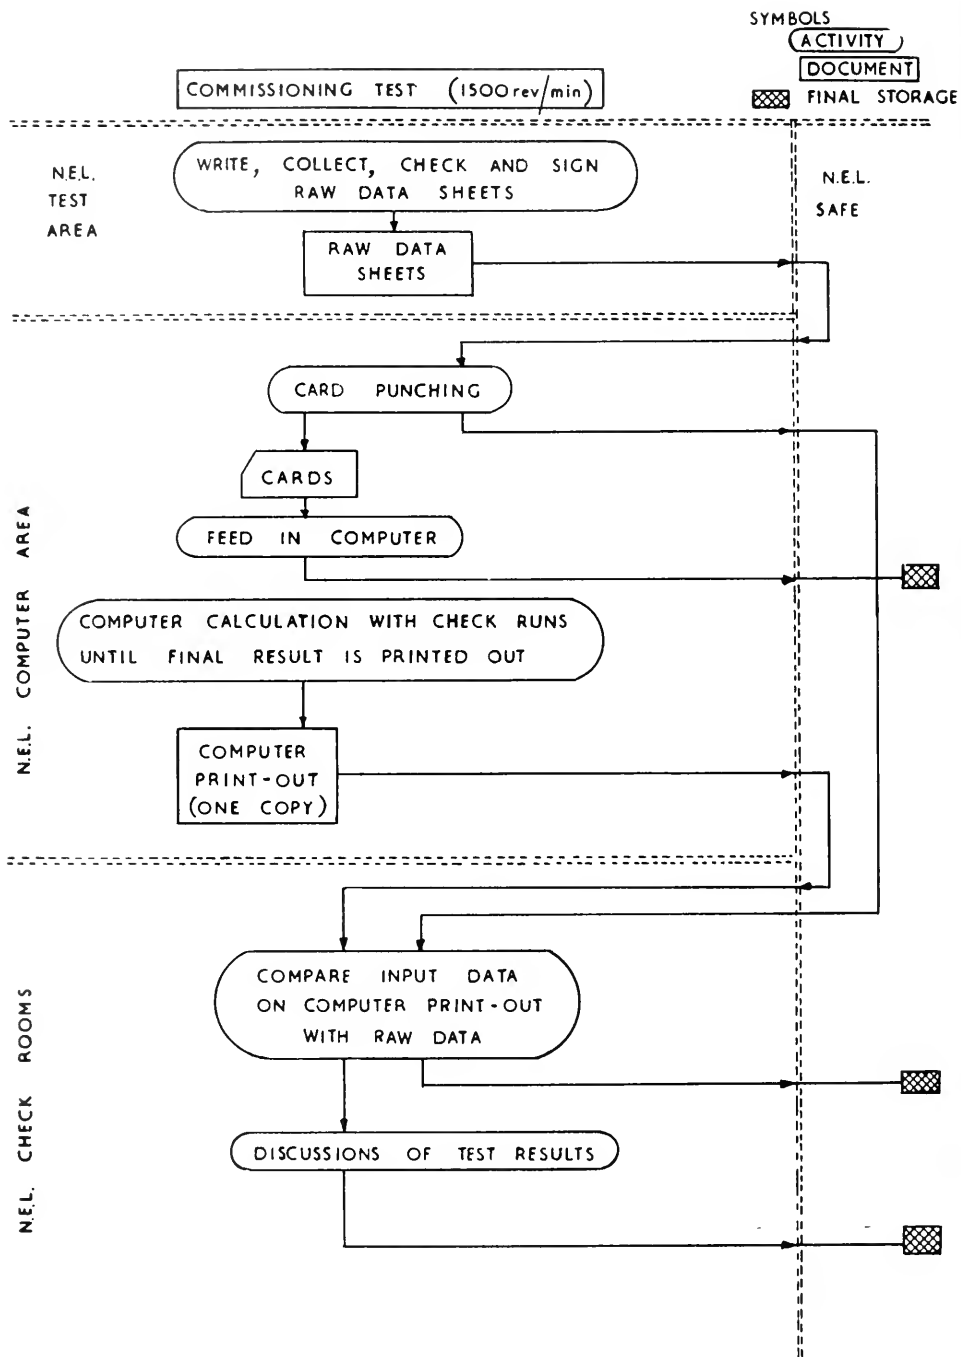 SYMBOLS
ACTIVITY
DOCUMENT
FINAL STORAGE
COMMISSIONING TEST (1500 rev/min)
N.E.L.
TEST
AREA
WRITE, COLLECT, CHECK AND SIGN
RAW DATA SHEETS
N.E.L.
SAFE
RAW DATA
SHEETS
N.E.L. COMPUTER AREA
CARD PUNCHING
CARDS
FEED IN COMPUTER
COMPUTER CALCULATION WITH CHECK RUNS
UNTIL FINAL RESULT IS PRINTED OUT
COMPUTER
PRINT-OUT
(ONE COPY)
N.E.L. CHECK ROOMS
COMPARE INPUT DATA
ON COMPUTER PRINT-OUT
WITH RAW DATA
DISCUSSIONS OF TEST RESULTS